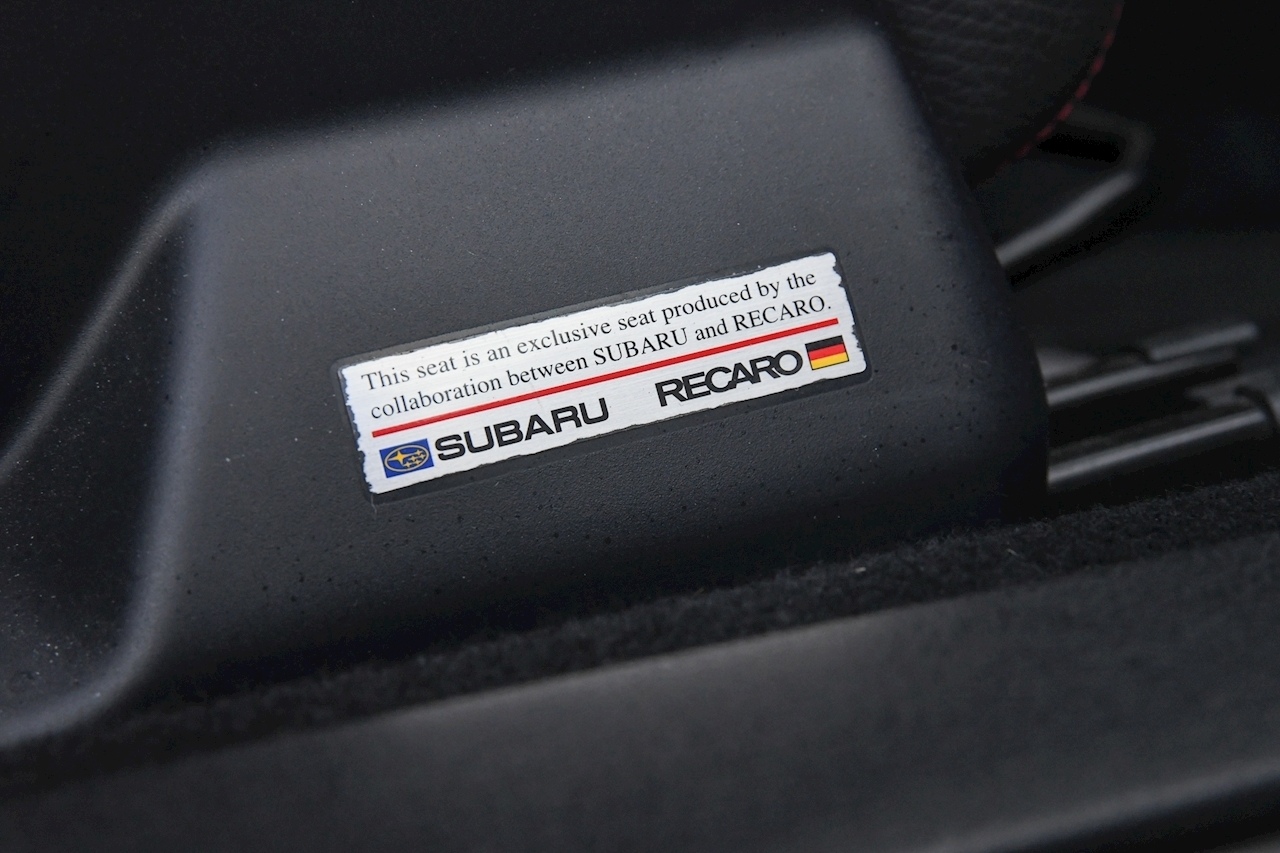 This seat is an exclusive seat produced by the
collaboration between SUBARU and RECARO.
SUBARU RECARO